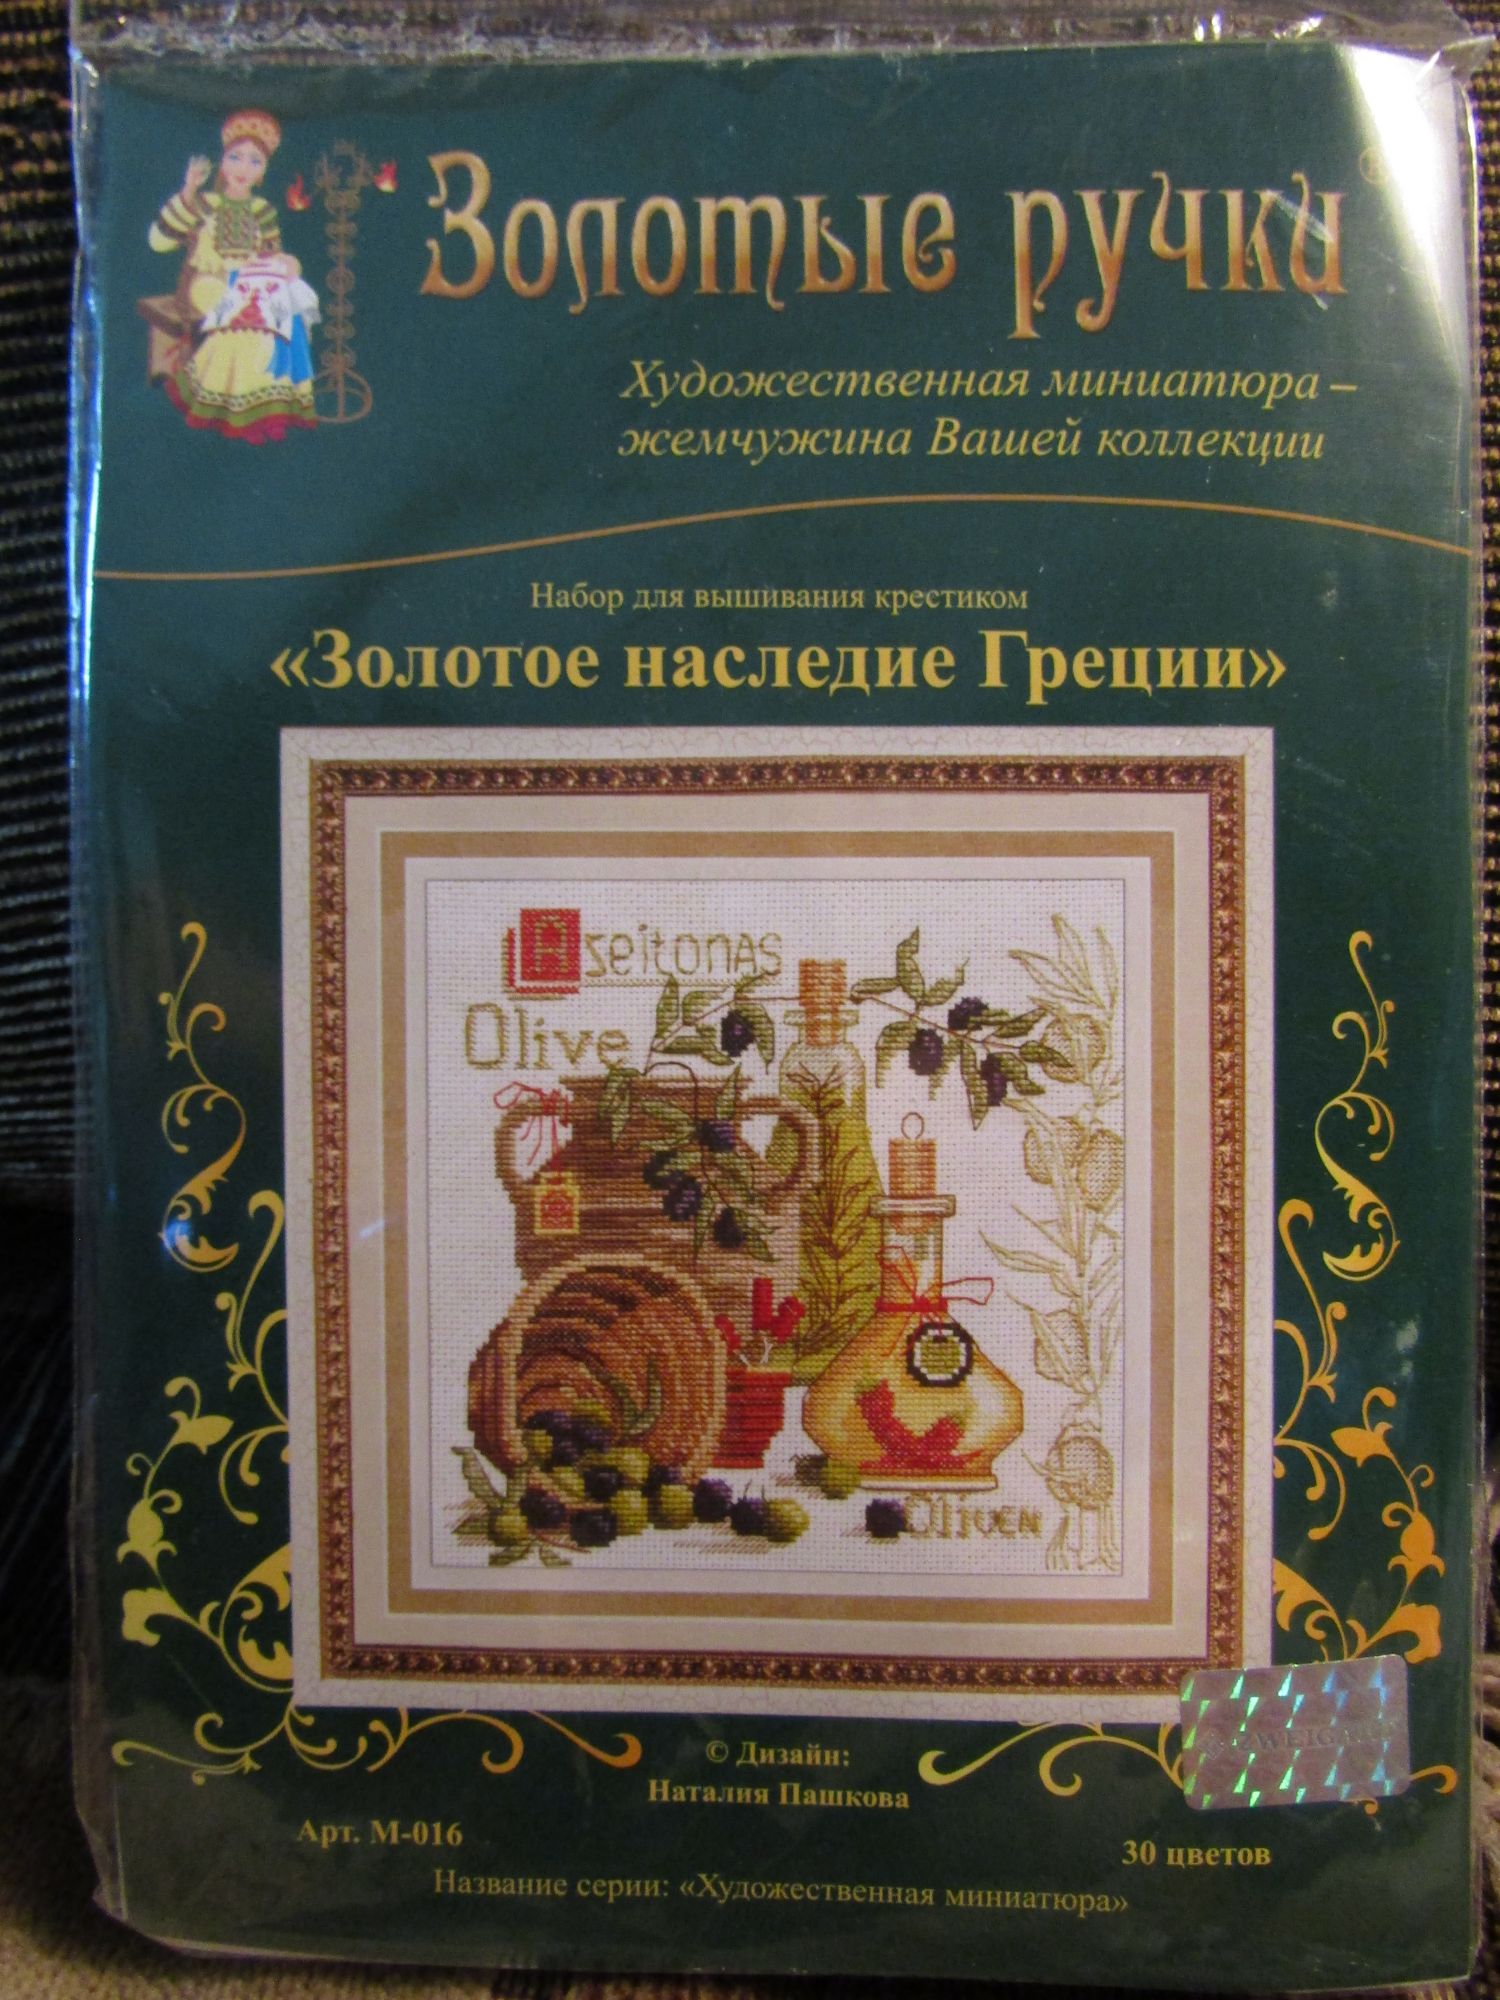 Золотые ручки
Художественная миниатюра –
жемчужина Вашей коллекции
Набор для вышивания крестиком
«Золотое наследие Греции»
Azeitonas
Olive
Oliven
© Дизайн:
Наталия Пашкова
Арт. М-016
30 цветов
Название серии: «Художественная миниатюра»